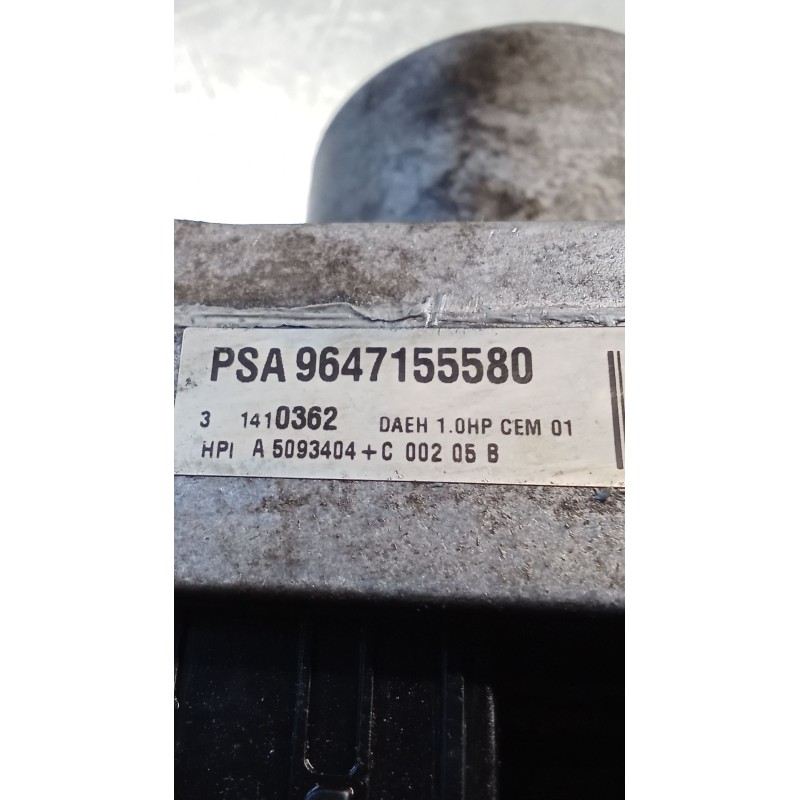 PSA 9647155580
3 1410362 DAEH 1.0HP CEM 01
HPI A 5093404+C 002 05 B